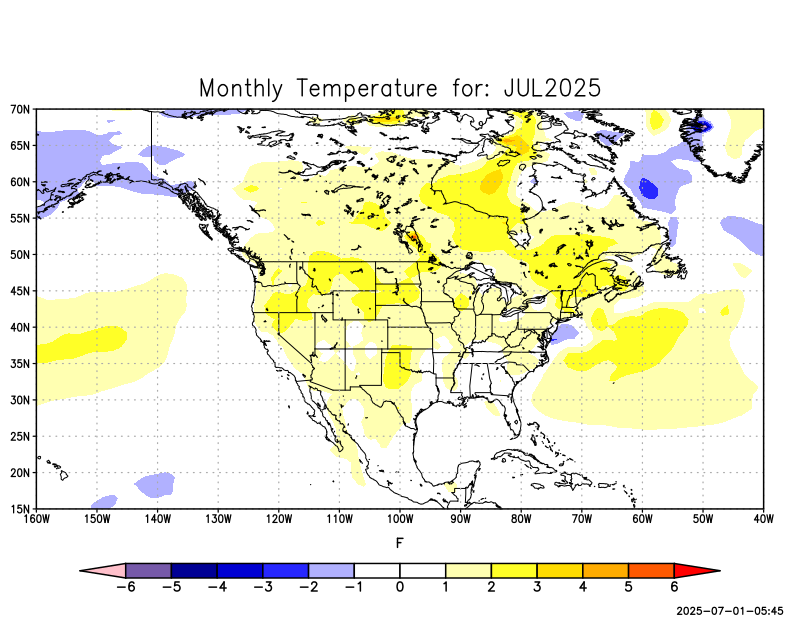 Monthly Temperature for: JUL2025
70N
65N
60N
55N
50N
45N
40N
35N
30N
25N
20N
15N
160W 150W 140W 130W 120W 110W 100W 90W 80W 70W 60W 50W 40W
F
-6 -5 -4 -3 -2 -1 0 1 2 3 4 5 6
2025-07-01-05:45